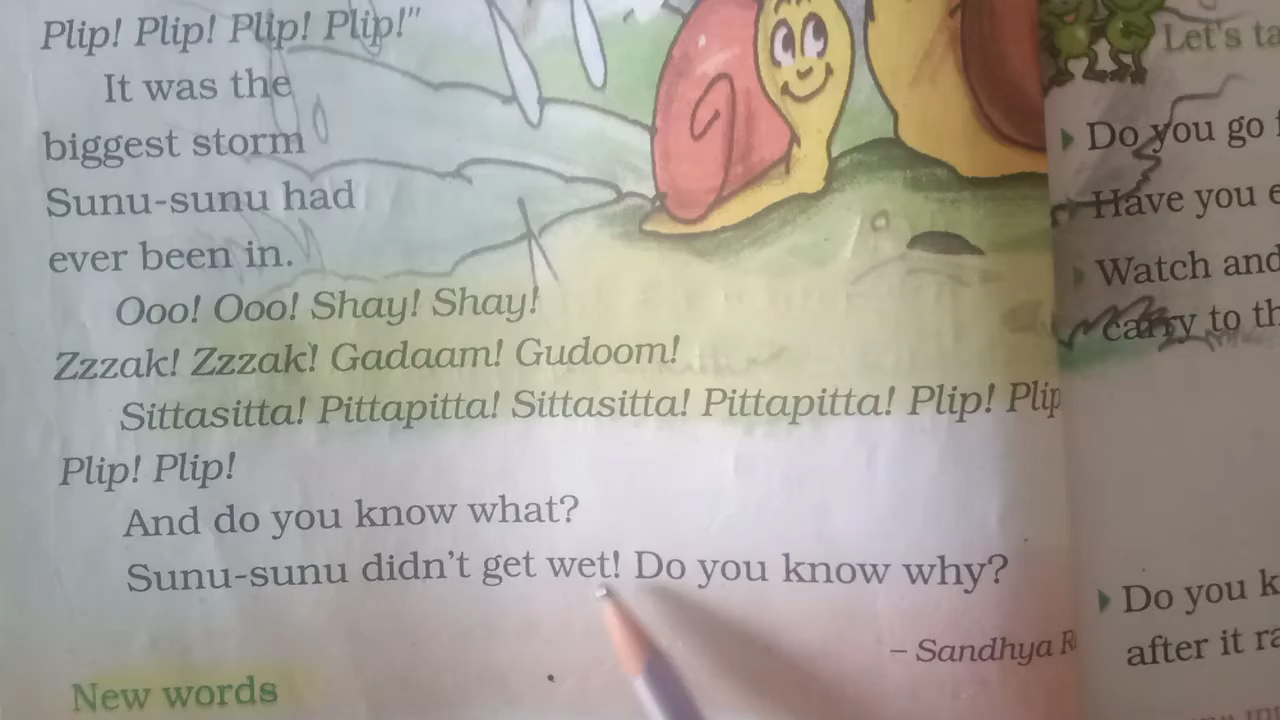 Plip! Plip! Plip! Plip!"
It was the
biggest storm
Sunu-sunu had
ever been in.
Ooo! Ooo! Shay! Shay!
Zzzak! Zzzak! Gadaam! Gudoom!
Sittasitta! Pittapitta! Sittasitta! Pittapitta! Plip! Plip
Plip! Plip!
And do you know what?
Sunu-sunu didn't get wet! Do you know why?
– Sandhya
New words
Let's
Do you go
Have you
Watch and
carry to
Do you
after it